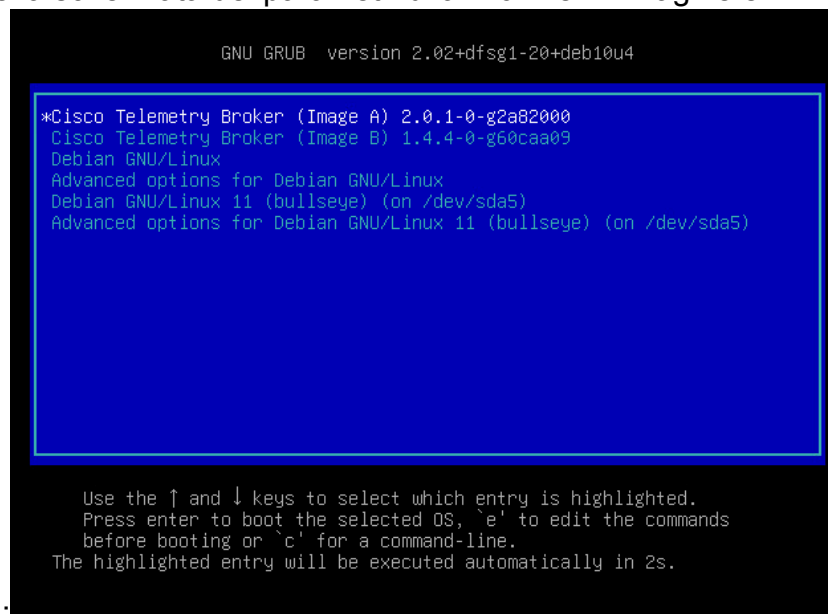 GNU GRUB version 2.02+dfsg1-20+deb10u4
*Cisco Telemetry Broker (Image A) 2.0.1-0-g2a82000
Cisco Telemetry Broker (Image B) 1.4.4-0-g60caa09
Debian GNU/Linux
Advanced options for Debian GNU/Linux
Debian GNU/Linux 11 (bullseye) (on /dev/sda5)
Advanced options for Debian GNU/Linux 11 (bullseye) (on /dev/sda5)
Use the ↑ and ↓ keys to select which entry is highlighted.
Press enter to boot the selected OS, `e' to edit the commands
before booting or `c' for a command-line.
The highlighted entry will be executed automatically in 2s.
.